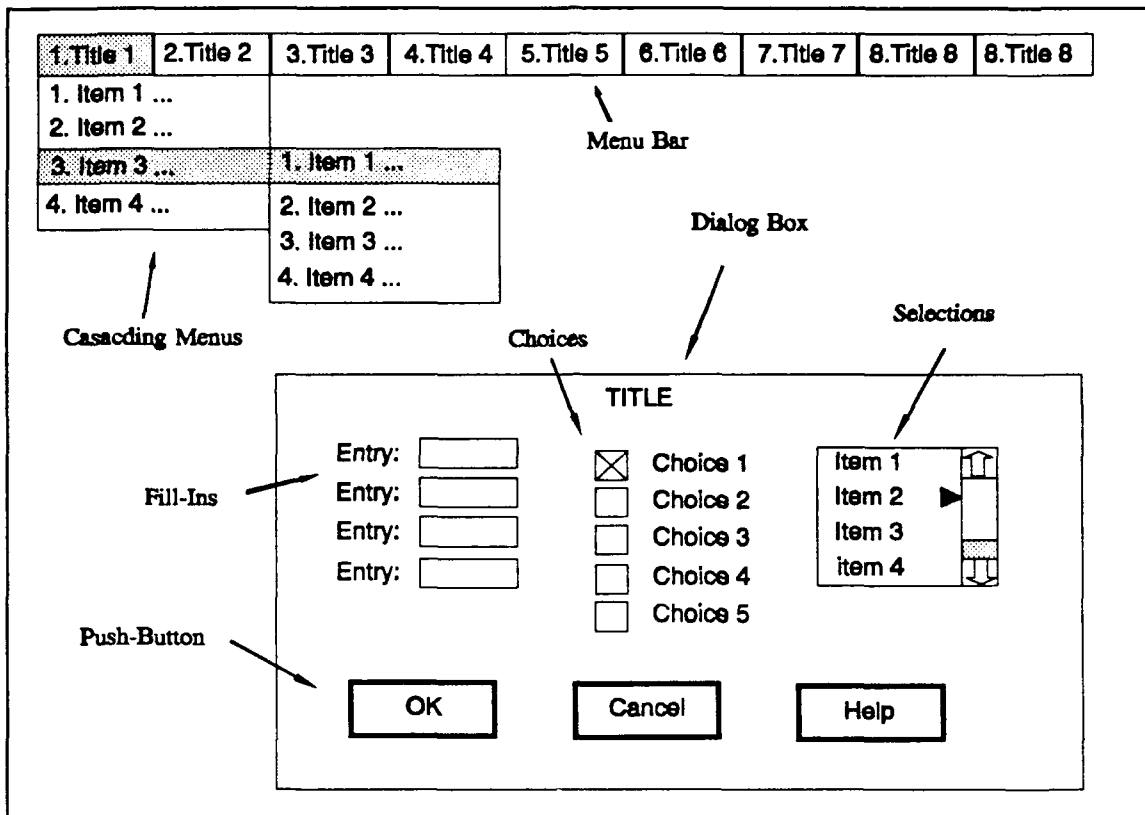 1.Title 1 2.Title 2 3.Title 3 4.Title 4 5.Title 5 6.Title 6 7.Title 7 8.Title 8 8.Title 8
1. Item 1 ...
2. Item 2 ...
3. Item 3 ...
4. Item 4 ...
1. Item 1 ...
2. Item 2 ...
3. Item 3 ...
4. Item 4 ...
Menu Bar
Dialog Box
Casacding Menus
Choices
Selections
TITLE
Fill-Ins
Entry:
Entry:
Entry:
Entry:
Choice 1
Choice 2
Choice 3
Choice 4
Choice 5
Item 1
Item 2
Item 3
item 4
Push-Button
OK
Cancel
Help